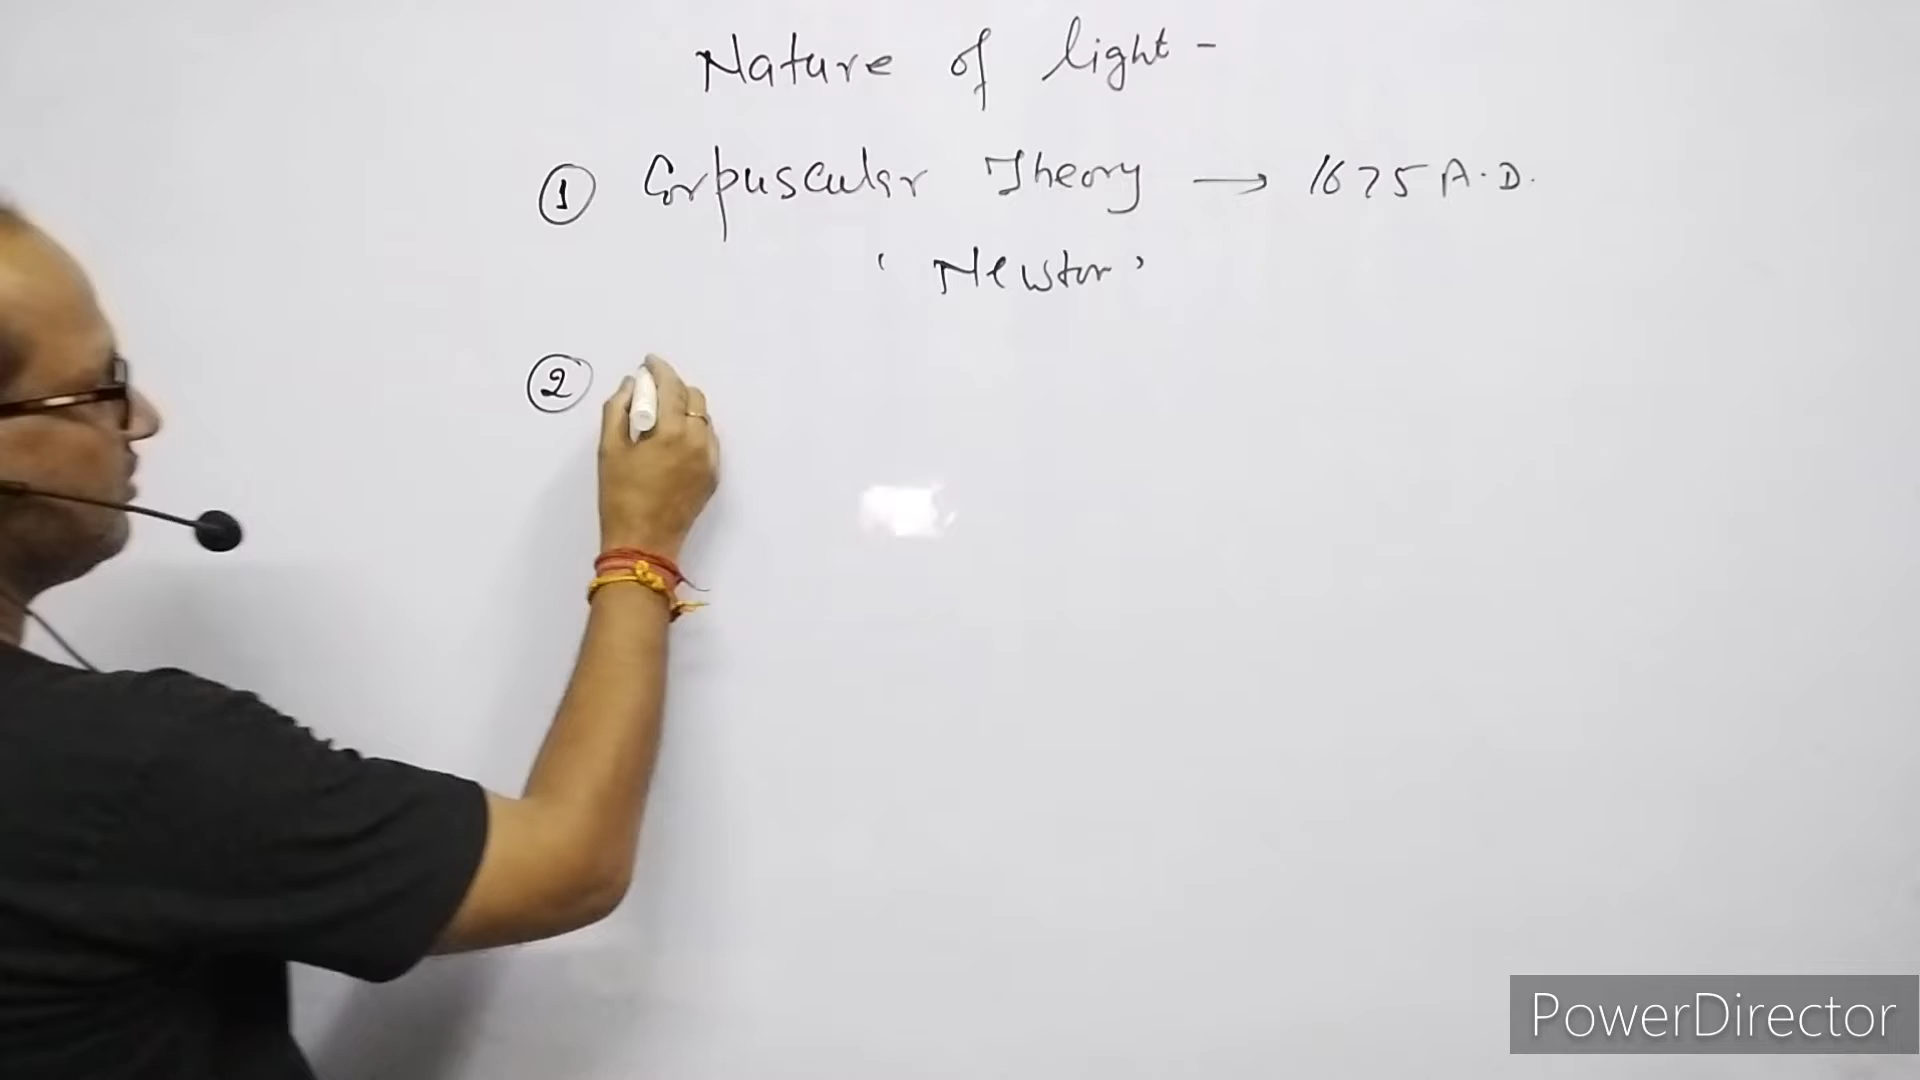 Nature of light -
① Corpuscular Theory → 1675 A.D.
' Newton '
②
PowerDirector